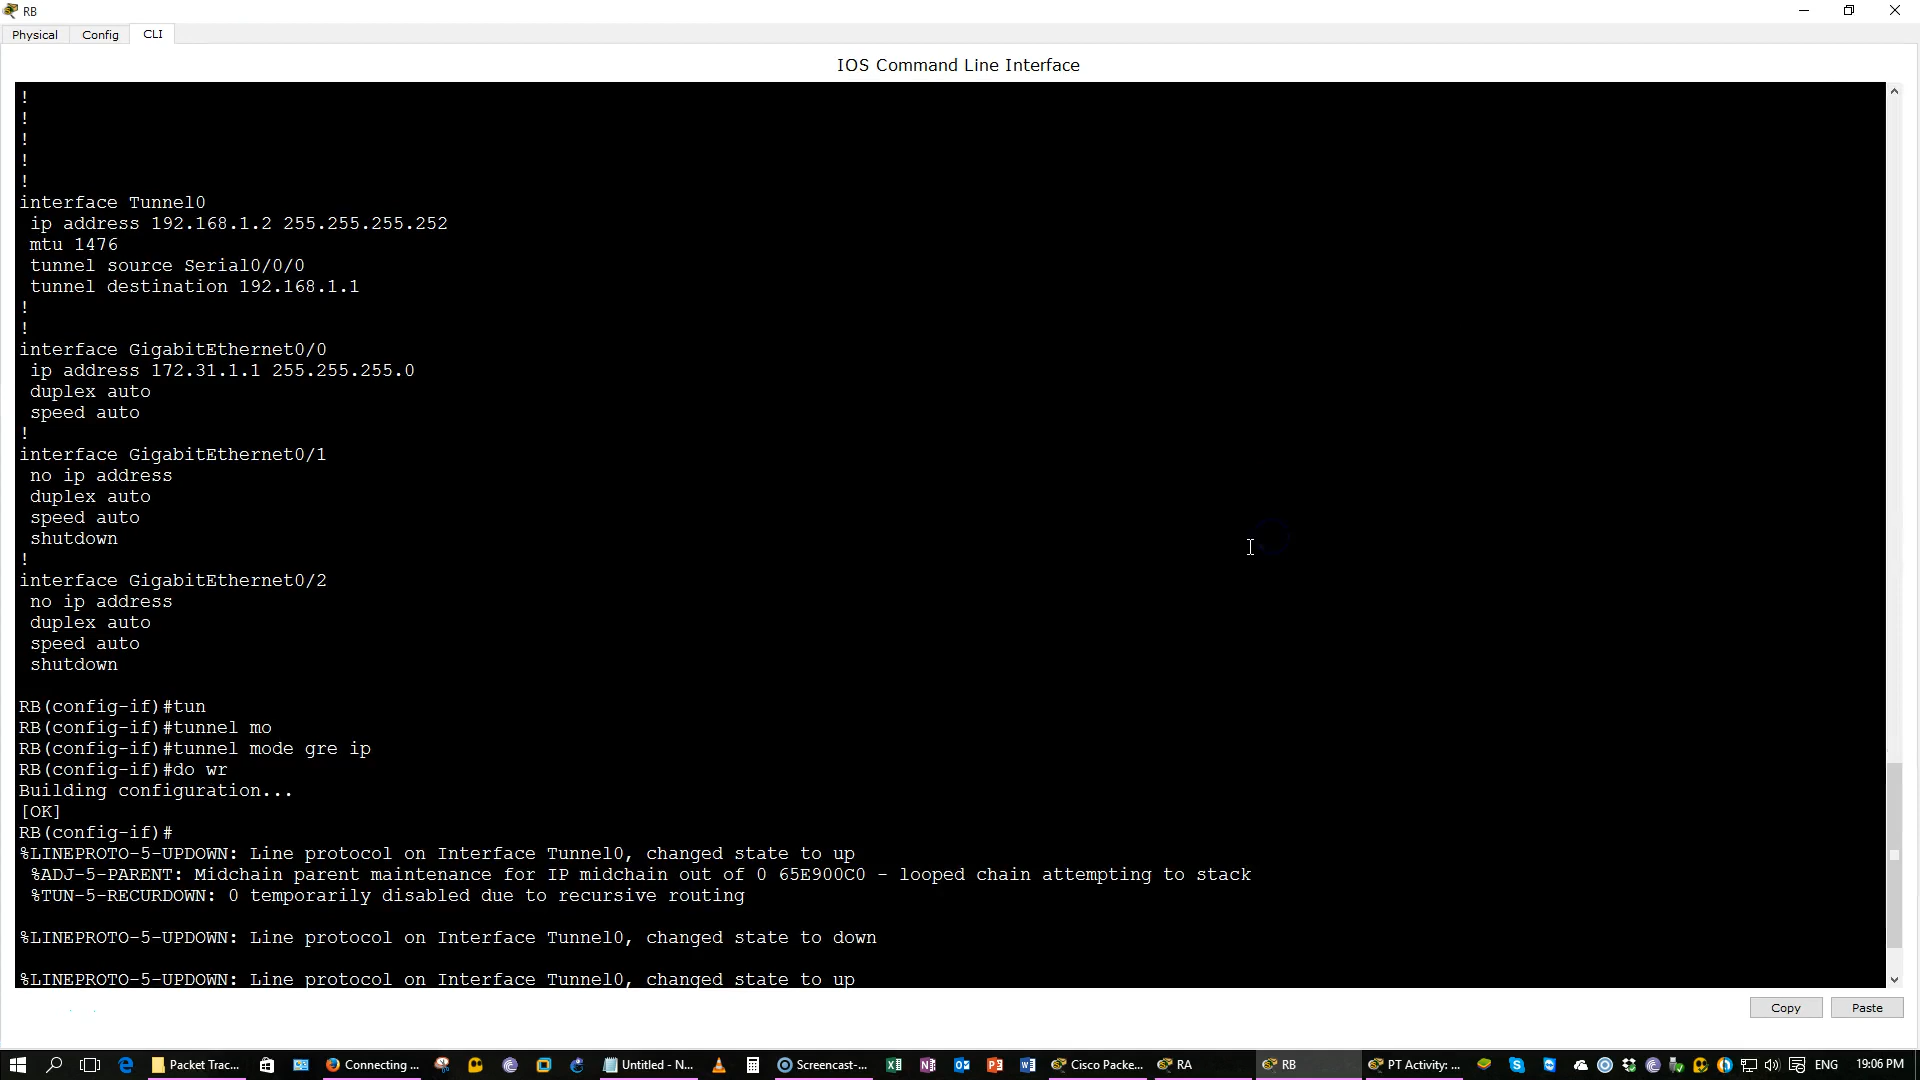 RB
Physical Config CLI
IOS Command Line Interface
!
!
!
!
!
interface Tunnel0
ip address 192.168.1.2 255.255.255.252
mtu 1476
tunnel source Serial0/0/0
tunnel destination 192.168.1.1
!
!
interface GigabitEthernet0/0
ip address 172.31.1.1 255.255.255.0
duplex auto
speed auto
!
interface GigabitEthernet0/1
no ip address
duplex auto
speed auto
shutdown
!
interface GigabitEthernet0/2
no ip address
duplex auto
speed auto
shutdown
RB(config-if)#tun
RB(config-if)#tunnel mo
RB(config-if)#tunnel mode gre ip
RB(config-if)#do wr
Building configuration...
[OK]
RB(config-if)#
%LINEPROTO-5-UPDOWN: Line protocol on Interface Tunnel0, changed state to up
%ADJ-5-PARENT: Midchain parent maintenance for IP midchain out of 0 65E900C0 - looped chain attempting to stack
%TUN-5-RECURDOWN: 0 temporarily disabled due to recursive routing
%LINEPROTO-5-UPDOWN: Line protocol on Interface Tunnel0, changed state to down
%LINEPROTO-5-UPDOWN: Line protocol on Interface Tunnel0, changed state to up
Copy Paste
Packet Trac... Connecting ... Untitled - N... Screencast-... Cisco Packe... RA RB PT Activity: ... ENG 19:06 PM